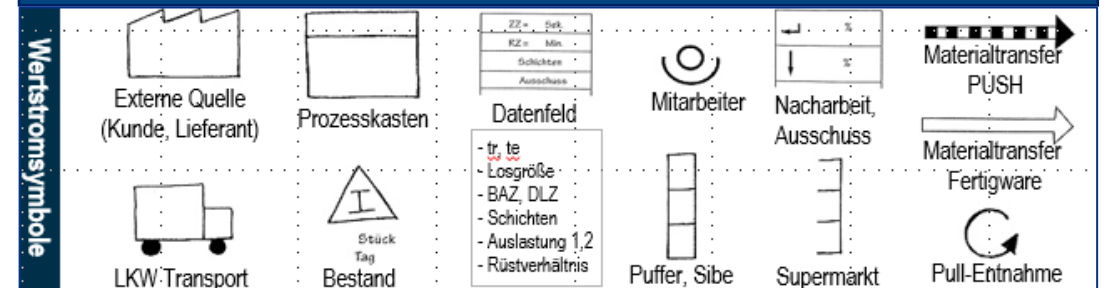 Wertstromsymbole
Externe Quelle
(Kunde, Lieferant)
Prozesskasten
ZZ = Sek.
RZ = Min.
Schichten
Ausschuss
Datenfeld
- tr, te
- Losgröße
- BAZ, DLZ
- Schichten
- Auslastung 1,2
- Rüstverhältnis
Mitarbeiter
%
%
Nacharbeit,
Ausschuss
Materialtransfer
PUSH
Materialtransfer
Fertigware
LKW Transport
I
Stück
Tag
Bestand
Puffer, Sibe
Supermarkt
Pull-Entnahme